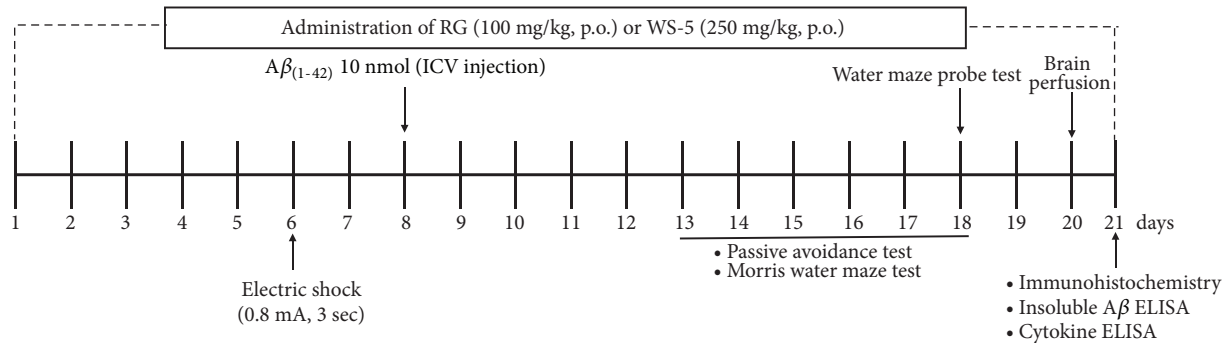 Administration of RG (100 mg/kg, p.o.) or WS-5 (250 mg/kg, p.o.)
Aβ(1-42) 10 nmol (ICV injection)
Water maze probe test
Brain
perfusion
1 2 3 4 5 6 7 8 9 10 11 12 13 14 15 16 17 18 19 20 21 days
• Passive avoidance test
• Morris water maze test
Electric shock
(0.8 mA, 3 sec)
• Immunohistochemistry
• Insoluble Aβ ELISA
• Cytokine ELISA